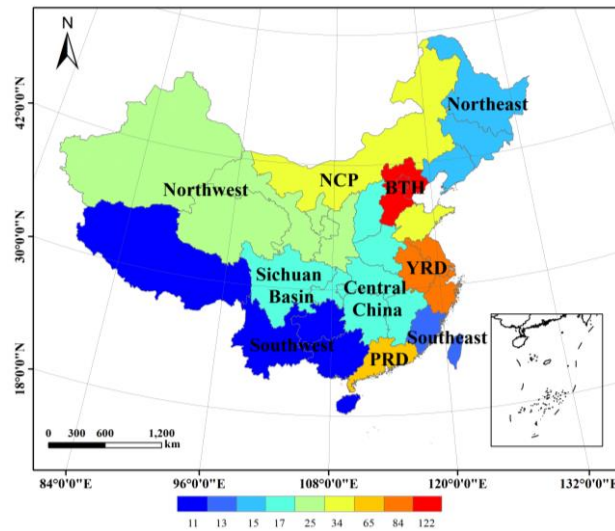 N
42°0'0"N
30°0'0"N
18°0'0"N
Northeast
Northwest
NCP
BTH
Sichuan
Basin
Central
China
YRD
Southwest
Southeast
PRD
0 300 600 1,200
km
84°0'0"E 96°0'0"E 108°0'0"E 120°0'0"E 132°0'0"E
11 13 15 17 25 34 65 84 122